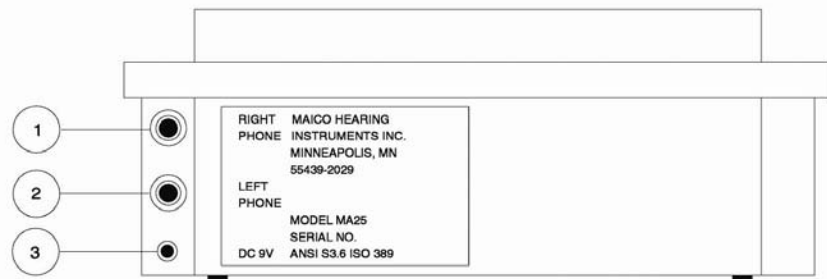 1
RIGHT MAICO HEARING
PHONE INSTRUMENTS INC.
MINNEAPOLIS, MN
55439-2029
2
LEFT
PHONE
MODEL MA25
SERIAL NO.
3
DC 9V ANSI S3.6 ISO 389